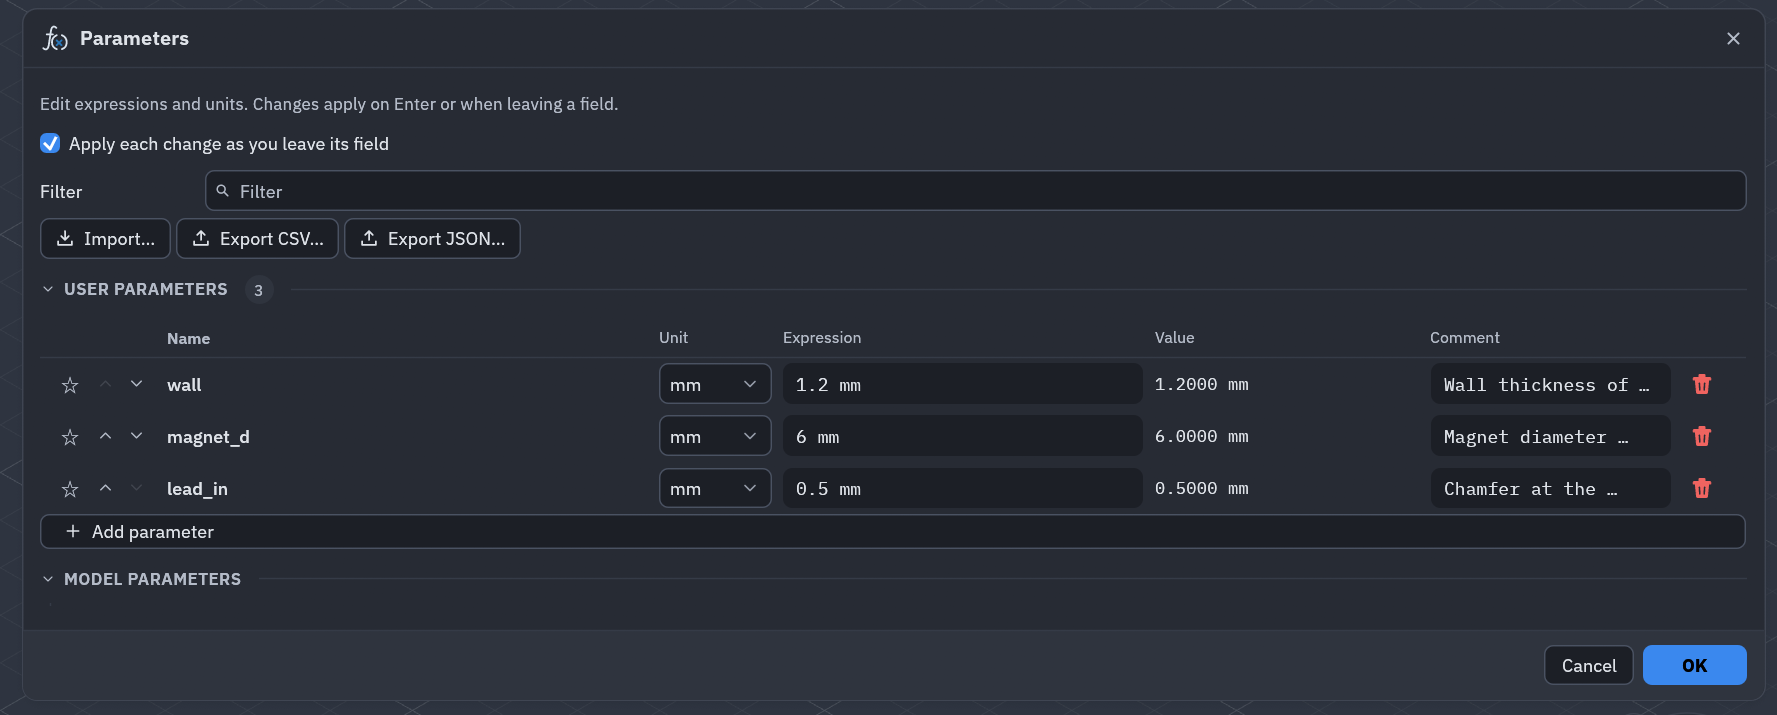 Parameters
Edit expressions and units. Changes apply on Enter or when leaving a field.
Apply each change as you leave its field
Filter Filter
Import... Export CSV... Export JSON...
USER PARAMETERS 3
Name Unit Expression Value Comment
wall mm 1.2 mm 1.2000 mm Wall thickness of …
magnet_d mm 6 mm 6.0000 mm Magnet diameter …
lead_in mm 0.5 mm 0.5000 mm Chamfer at the …
+ Add parameter
MODEL PARAMETERS
Cancel OK